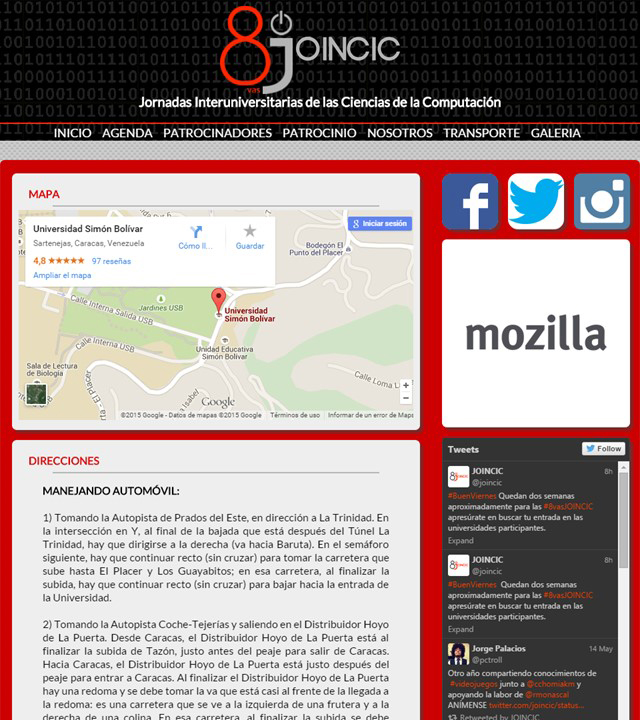 8vas JOINCIC
Jornadas Interuniversitarias de las Ciencias de la Computación
INICIO AGENDA PATROCINADORES PATROCINIO NOSOTROS TRANSPORTE GALERIA
MAPA
Universidad Simón Bolívar
Sartenejas, Caracas, Venezuela
4,8 ★★★★★ 97 reseñas
Ampliar el mapa
Cómo ll...
Guardar
Iniciar sesión
Bodegón El
Punto del Placer
Jardines USB
Calle Interna Salida USB
Universidad
Simón Bolívar
Calle Interna USB
Unidad Educativa
Simón Bolívar
Sala de Lectura
de Biología
El Placer
Calle Loma L
Google
©2015 Google - Datos de mapas ©2015 Google Términos de uso Informar de un error de Maps
DIRECCIONES
MANEJANDO AUTOMÓVIL:
1) Tomando la Autopista de Prados del Este, en dirección a La Trinidad. En
la intersección en Y, al final de la bajada que está después del Túnel La
Trinidad, hay que dirigirse a la derecha (va hacia Baruta). En el semáforo
siguiente, hay que continuar recto (sin cruzar) para tomar la carretera que
sube hasta El Placer y Los Guayabitos; en esa carretera, al finalizar la
subida, hay que continuar recto (sin cruzar) para bajar hacia la entrada de
la Universidad.
2) Tomando la Autopista Coche-Tejerías y saliendo en el Distribuidor Hoyo
de La Puerta. Desde Caracas, el Distribuidor Hoyo de La Puerta está al
finalizar la subida de Tazón, justo antes del peaje para salir de Caracas.
Hacia Caracas, el Distribuidor Hoyo de La Puerta está justo después del
peaje para entrar a Caracas. Al finalizar el Distribuidor Hoyo de La Puerta
hay una redoma y se debe tomar la va que está casi al frente de la llegada a
la redoma: es una carretera que se ve a la izquierda de una frutera y a la
derecha de una colina. En esa carretera, al finalizar la subida se debe
mozilla
Tweets
Follow
JOINCIC 8h
@joincic
#BuenViernes Quedan dos semanas
aproximadamente para las #8vasJOINCIC
apresúrate en buscar tu entrada en las
universidades participantes.
Expand
JOINCIC 8h
@joincic
#BuenViernes Quedan dos semanas
aproximadamente para las #8vasJOINCIC
apresúrate en buscar tu entrada en las
universidades participantes.
Expand
Jorge Palacios 14 May
@pctroll
Otro año compartiendo conocimientos de
#videojuegos junto a @cchomiakm y
apoyando la labor de @rmonascal
ANÍMENSE twitter.com/joincic/status…
Retweeted by JOINCIC